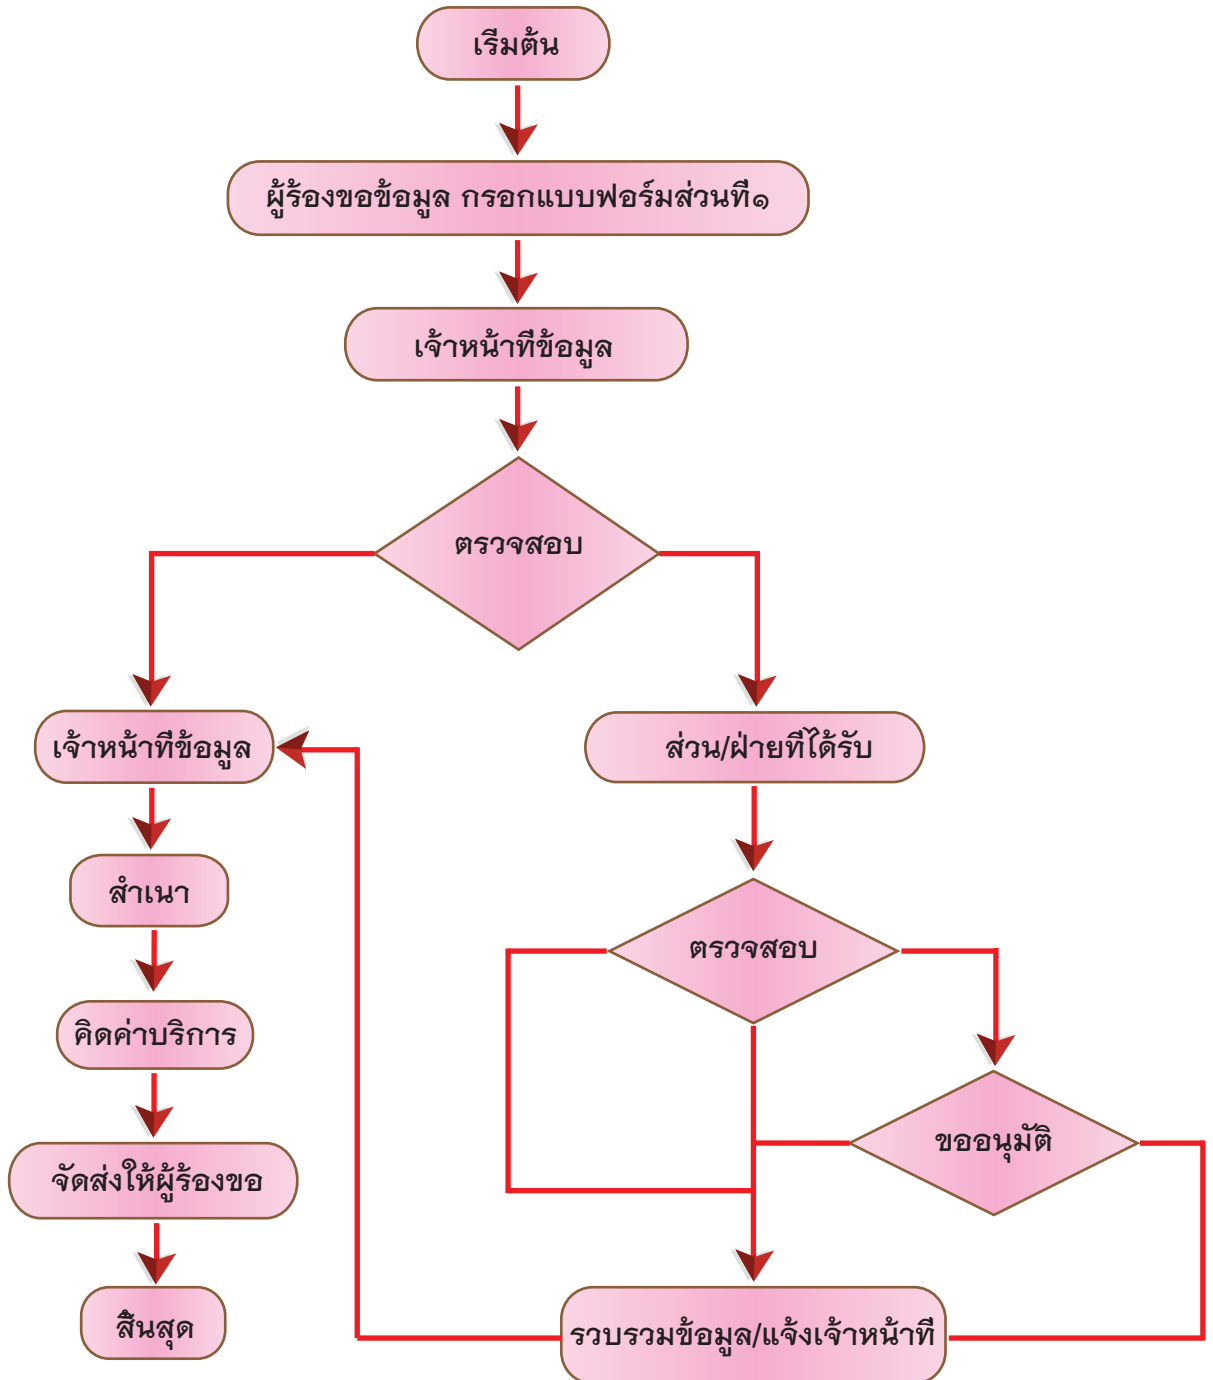 เริ่มต้น
ผู้ร้องขอข้อมูล กรอกแบบฟอร์มส่วนที่๑
เจ้าหน้าที่ข้อมูล
ตรวจสอบ
เจ้าหน้าที่ข้อมูล
ส่วน/ฝ่ายที่ได้รับ
สำเนา
ตรวจสอบ
คิดค่าบริการ
ขออนุมัติ
จัดส่งให้ผู้ร้องขอ
สิ้นสุด
รวบรวมข้อมูล/แจ้งเจ้าหน้าที่